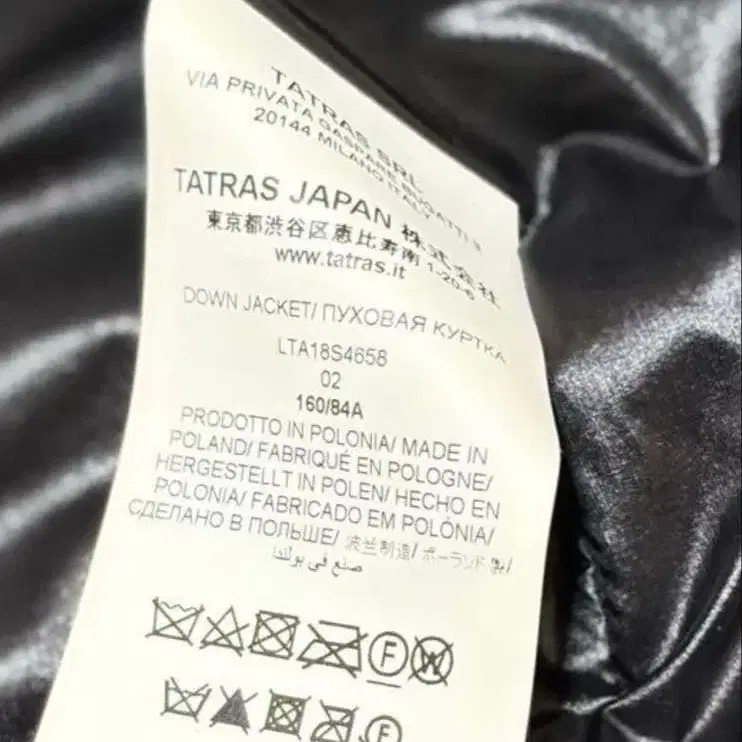 TATRAS SRL
VIA PRIVATA GASPARE BUGATTI
20144 MILANO ITALY
TATRAS JAPAN 株式会社
東京都渋谷区恵比寿南 1-20-6
www.tatras.it
DOWN JACKET/ ПУХОВАЯ КУРТКА
LTA18S4658
02
160/84A
PRODOTTO IN POLONIA/ MADE IN
POLAND/ FABRIQUÉ EN POLOGNE/
HERGESTELLT IN POLEN/ HECHO EN
POLONIA/ FABRICADO EM POLÓNIA/
СДЕЛАНО В ПОЛЬШЕ/ 波兰制造/ ポーランド製/
صنع في بولندا
F W
F